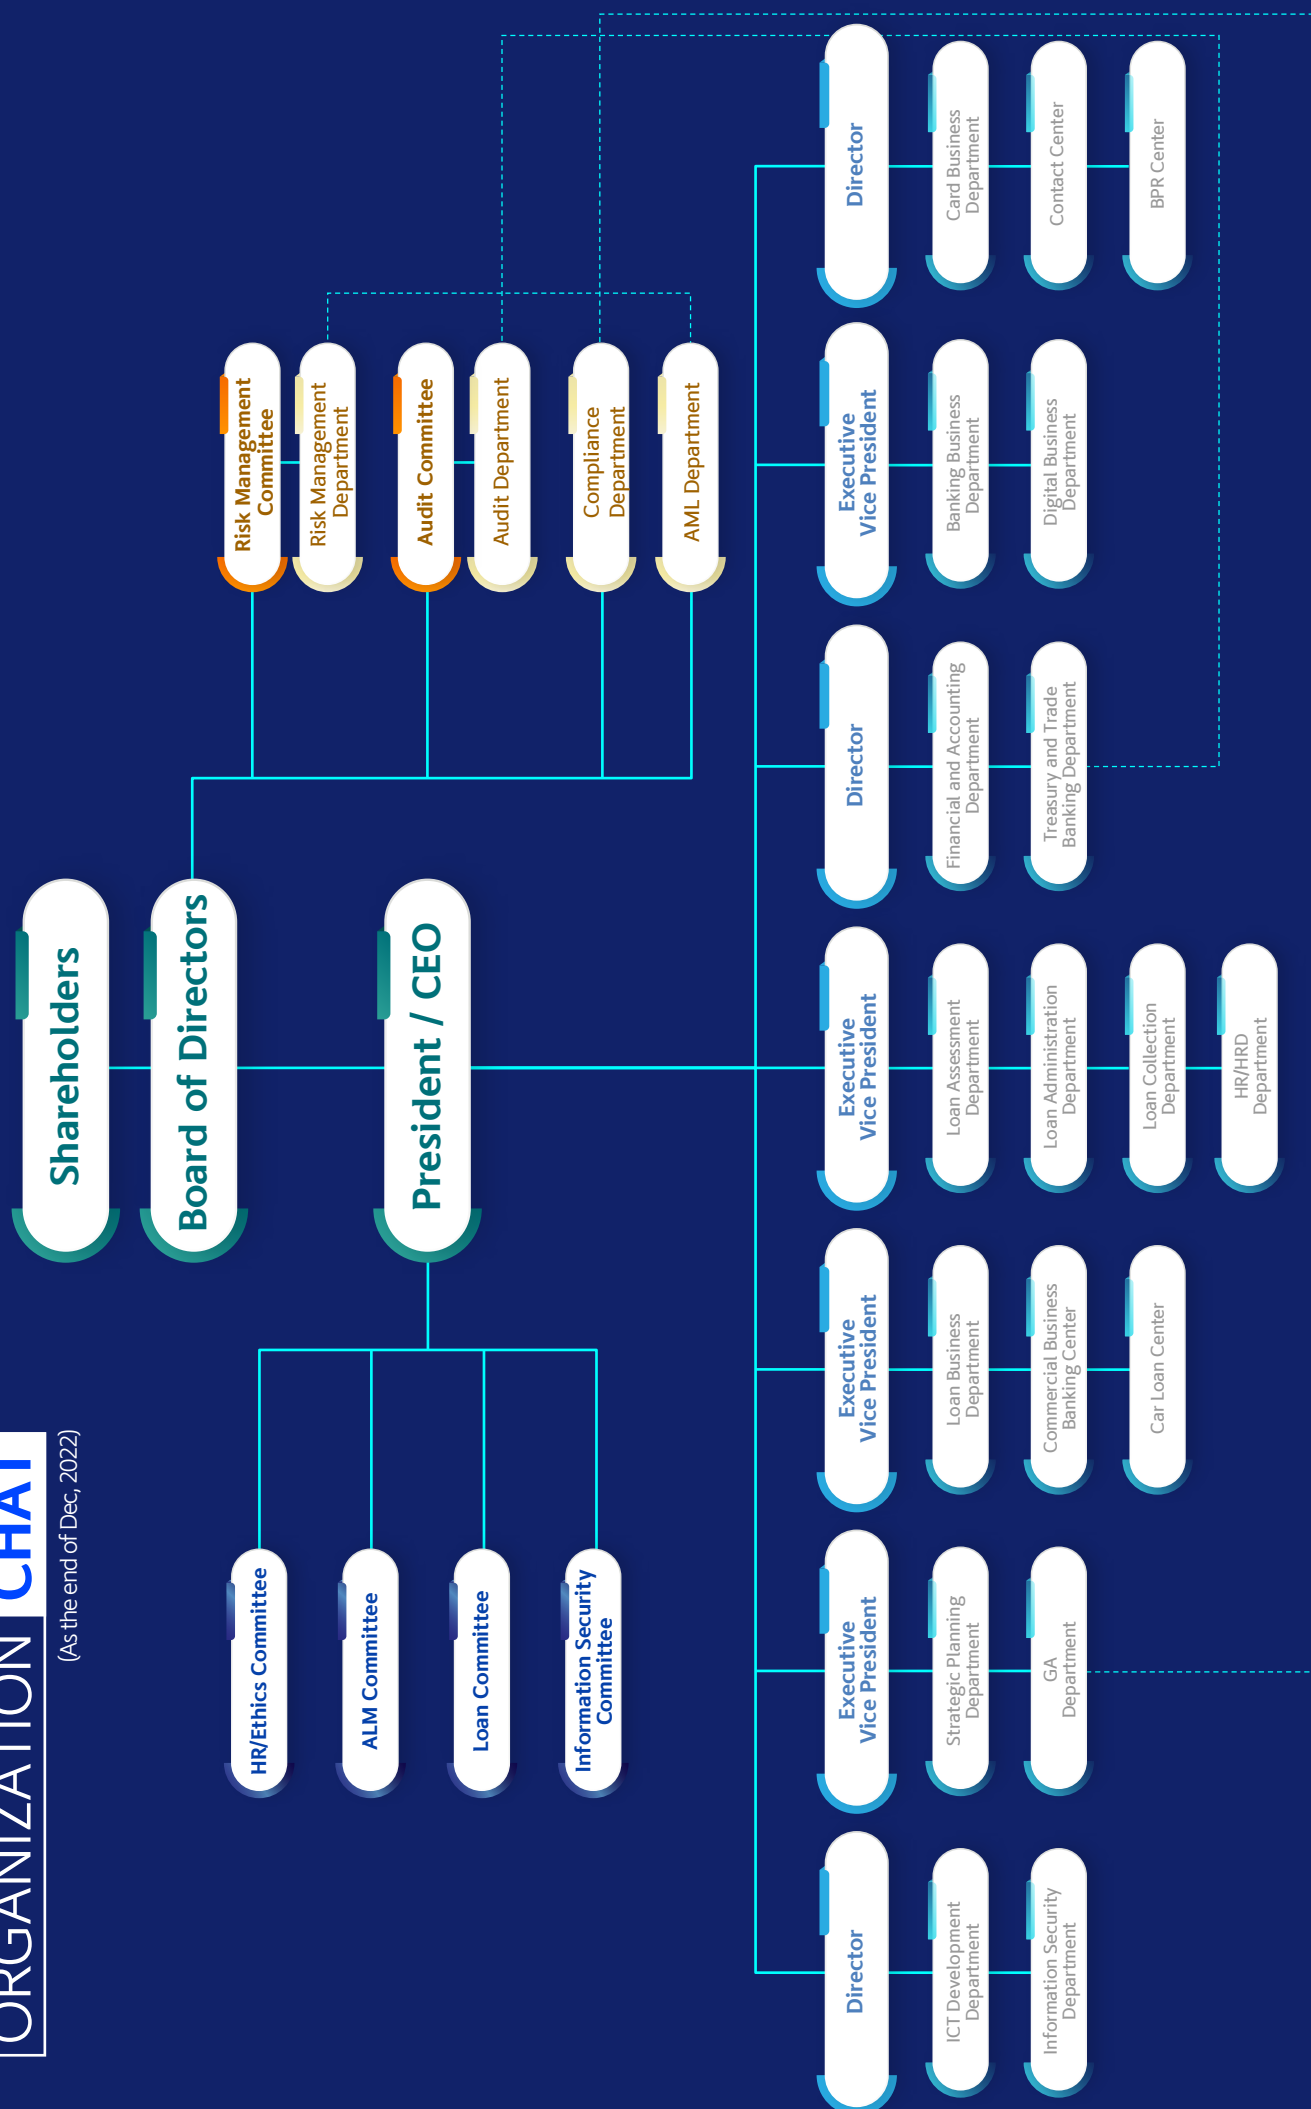 ORGANIZATION CHAT
(As the end of Dec, 2022)
Shareholders
Board of Directors
President / CEO
Risk Management
Committee
Risk Management
Department
Audit Committee
Audit Department
Compliance
Department
AML Department
HR/Ethics Committee
ALM Committee
Loan Committee
Information Security
Committee
Director
ICT Development
Department
Information Security
Department
Executive
Vice President
Strategic Planning
Department
GA
Department
Executive
Vice President
Loan Business
Department
Commercial Business
Banking Center
Car Loan Center
Executive
Vice President
Loan Assessment
Department
Loan Administration
Department
Loan Collection
Department
HR/HRD
Department
Director
Financial and Accounting
Department
Treasury and Trade
Banking Department
Executive
Vice President
Banking Business
Department
Digital Business
Department
Director
Card Business
Department
Contact Center
BPR Center